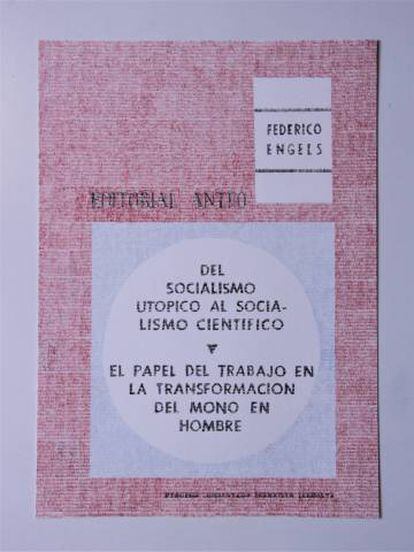 FEDERICO
ENGELS
EDITORIAL ANTEO
DEL
SOCIALISMO
UTOPICO AL SOCIA-
LISMO CIENTIFICO
Y
EL PAPEL DEL TRABAJO EN
LA TRANSFORMACION
DEL MONO EN
HOMBRE